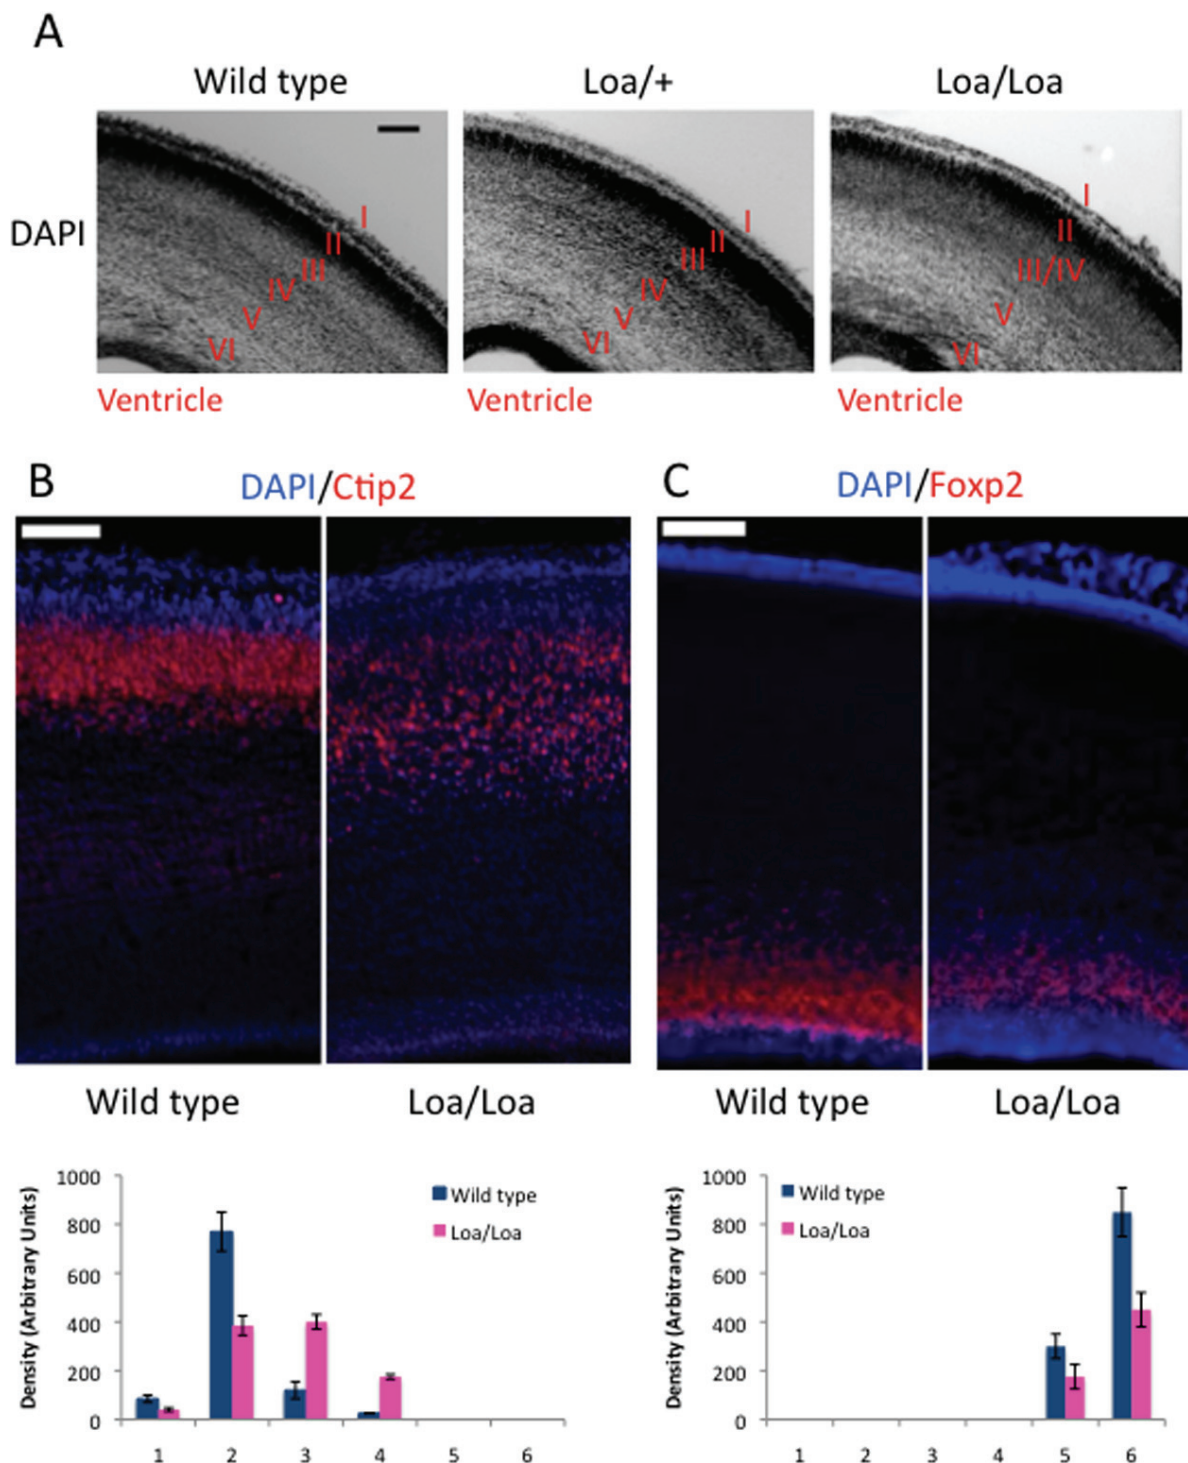 A
Wild type Loa/+ Loa/Loa
DAPI
I
II
III
IV
V
VI
I
II
III
IV
V
VI
I
II
III/IV
V
VI
Ventricle Ventricle Ventricle
B DAPI/Ctip2
C DAPI/Foxp2
Wild type Loa/Loa
Wild type Loa/Loa
Density (Arbitrary Units)
1000
800
600
400
200
0
Wild type
Loa/Loa
1 2 3 4 5 6
Density (Arbitrary Units)
1000
800
600
400
200
0
Wild type
Loa/Loa
1 2 3 4 5 6